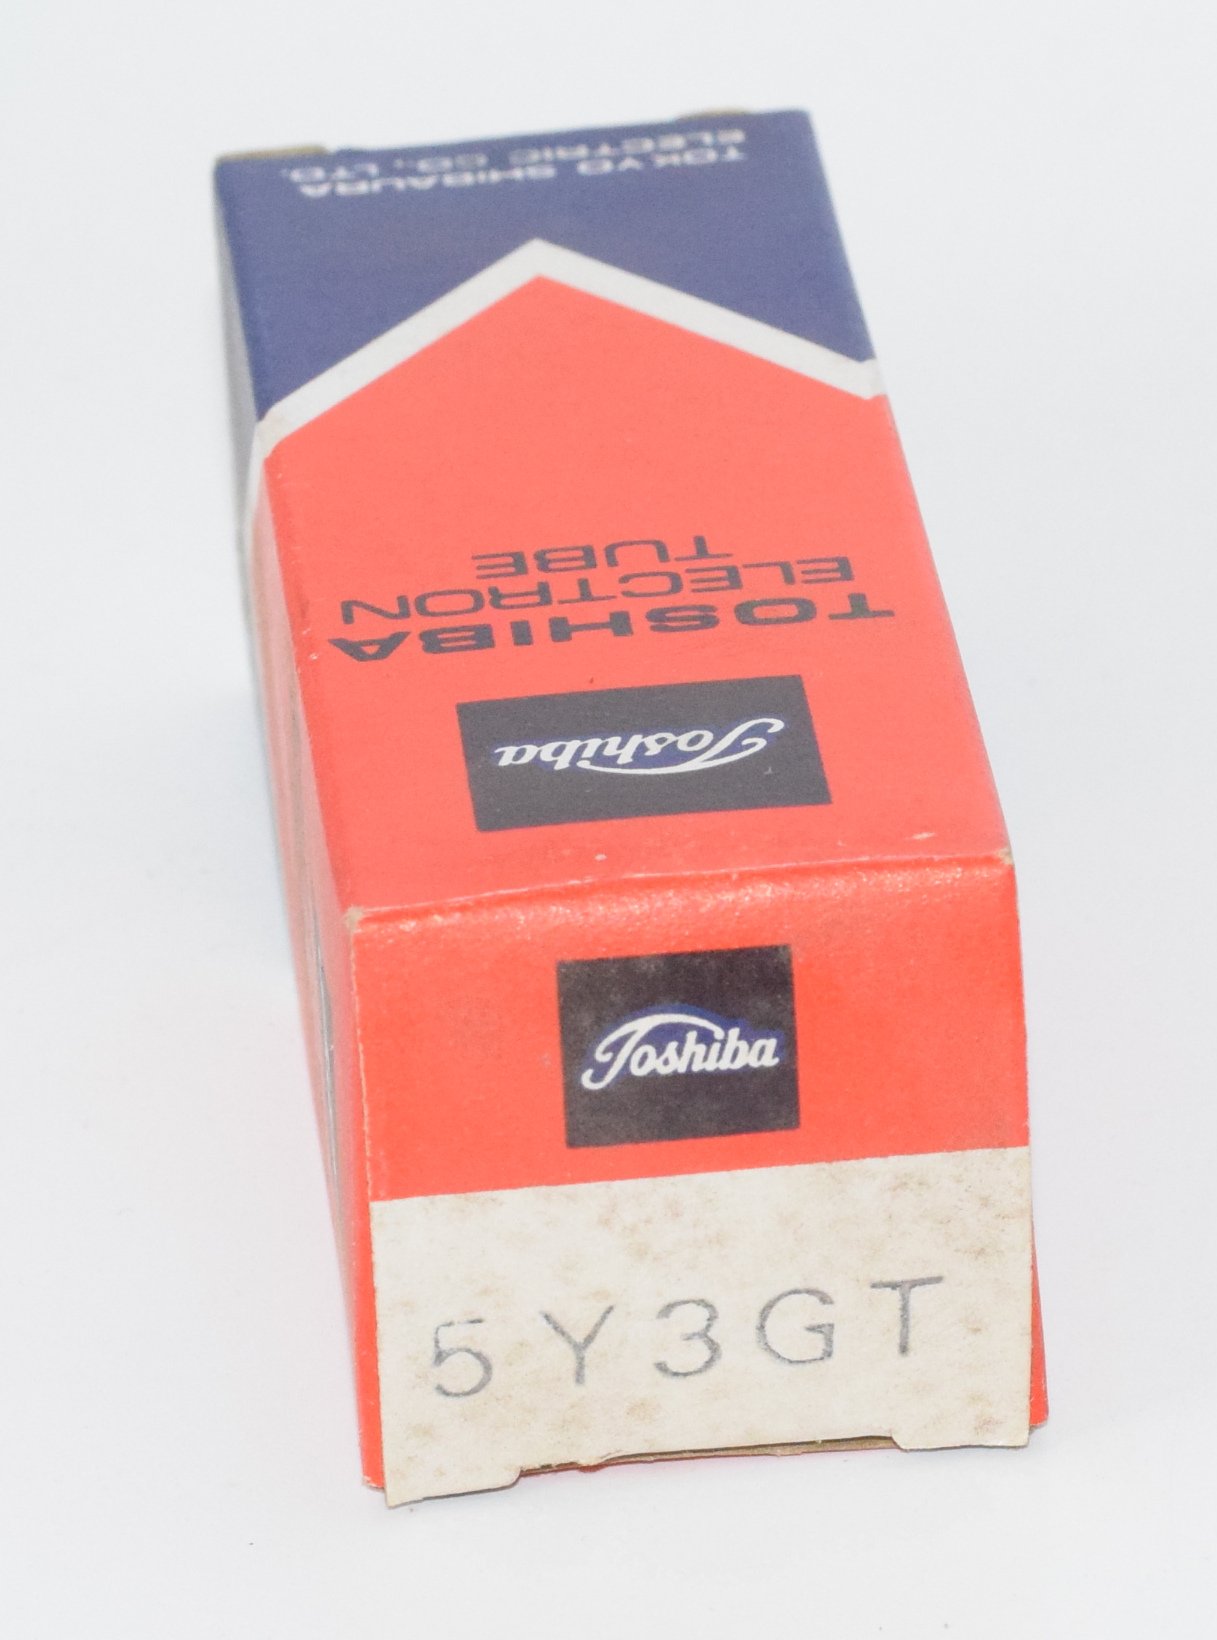 TOKYO SHIBAURA
ELECTRIC CO., LTD.
TOSHIBA
ELECTRON
TUBE
Toshiba
Toshiba
5Y3GT